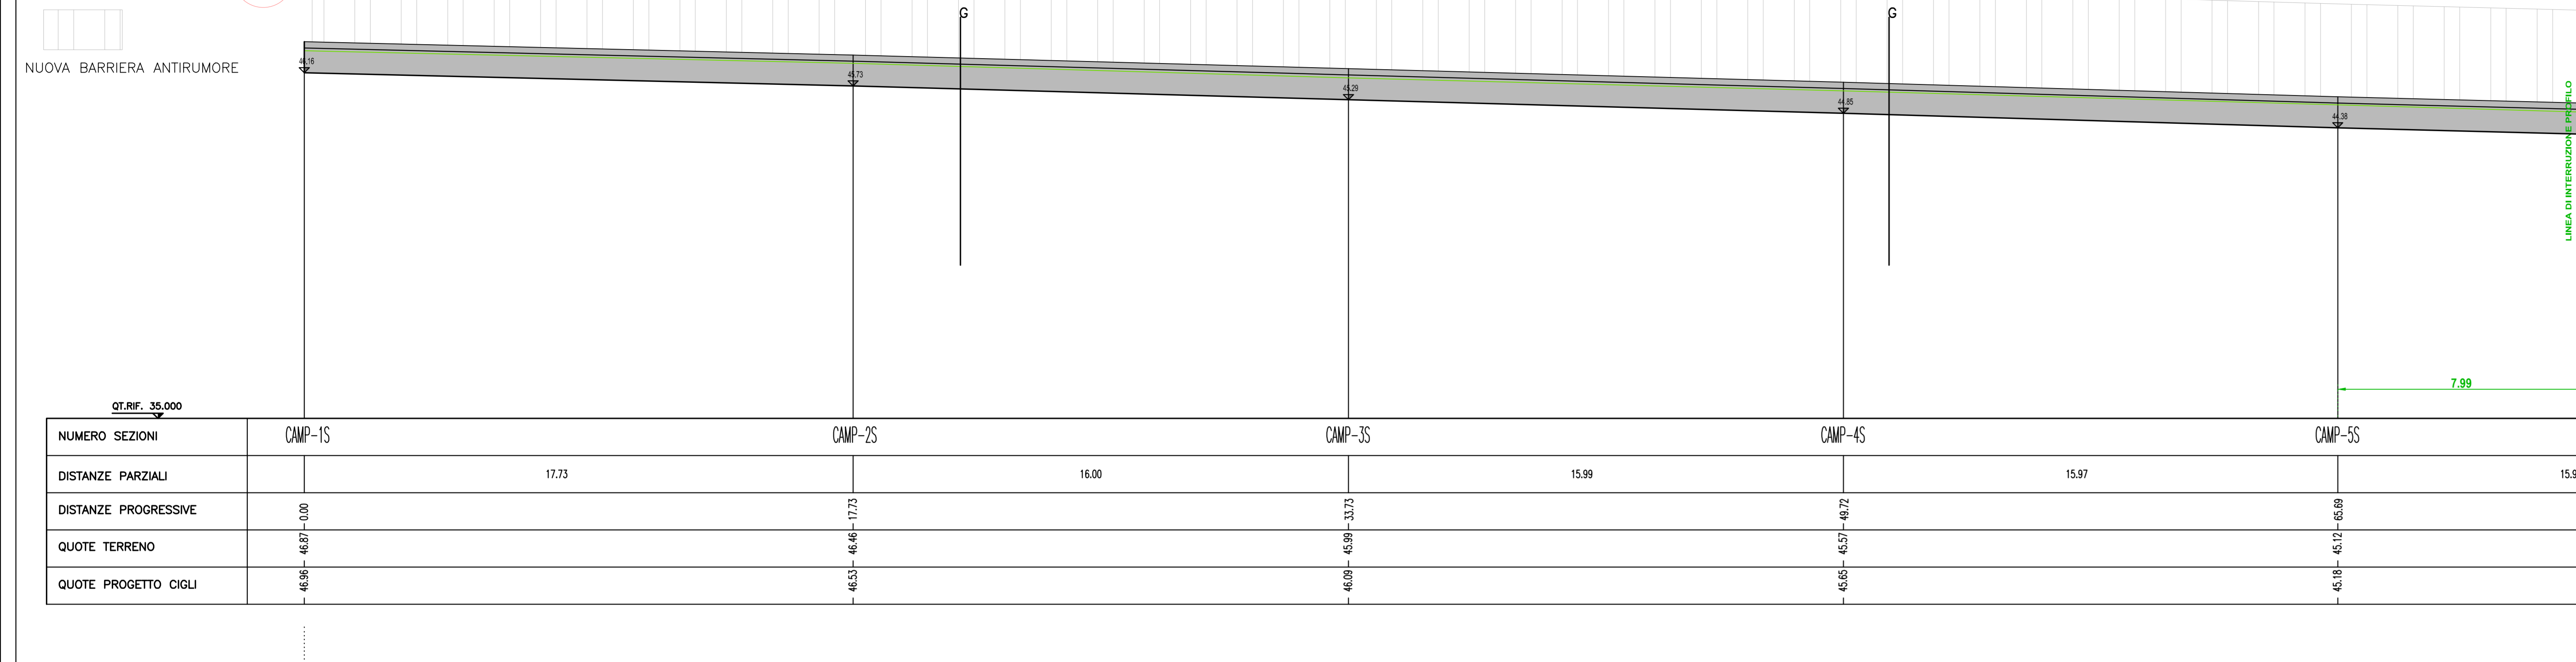 G G
NUOVA BARRIERA ANTIRUMORE
46.16 45.73 45.29 44.85 44.38
LINEA DI INTERRUZIONE PROFILO
7.99
QT.RIF. 35.000
NUMERO SEZIONI CAMP-1S CAMP-2S CAMP-3S CAMP-4S CAMP-5S
DISTANZE PARZIALI 17.73 16.00 15.99 15.97
DISTANZE PROGRESSIVE 0.00 17.73 33.73 49.72 65.69
QUOTE TERRENO 46.87 46.46 45.99 45.57 45.12
QUOTE PROGETTO CIGLI 46.96 46.53 46.09 45.65 45.18